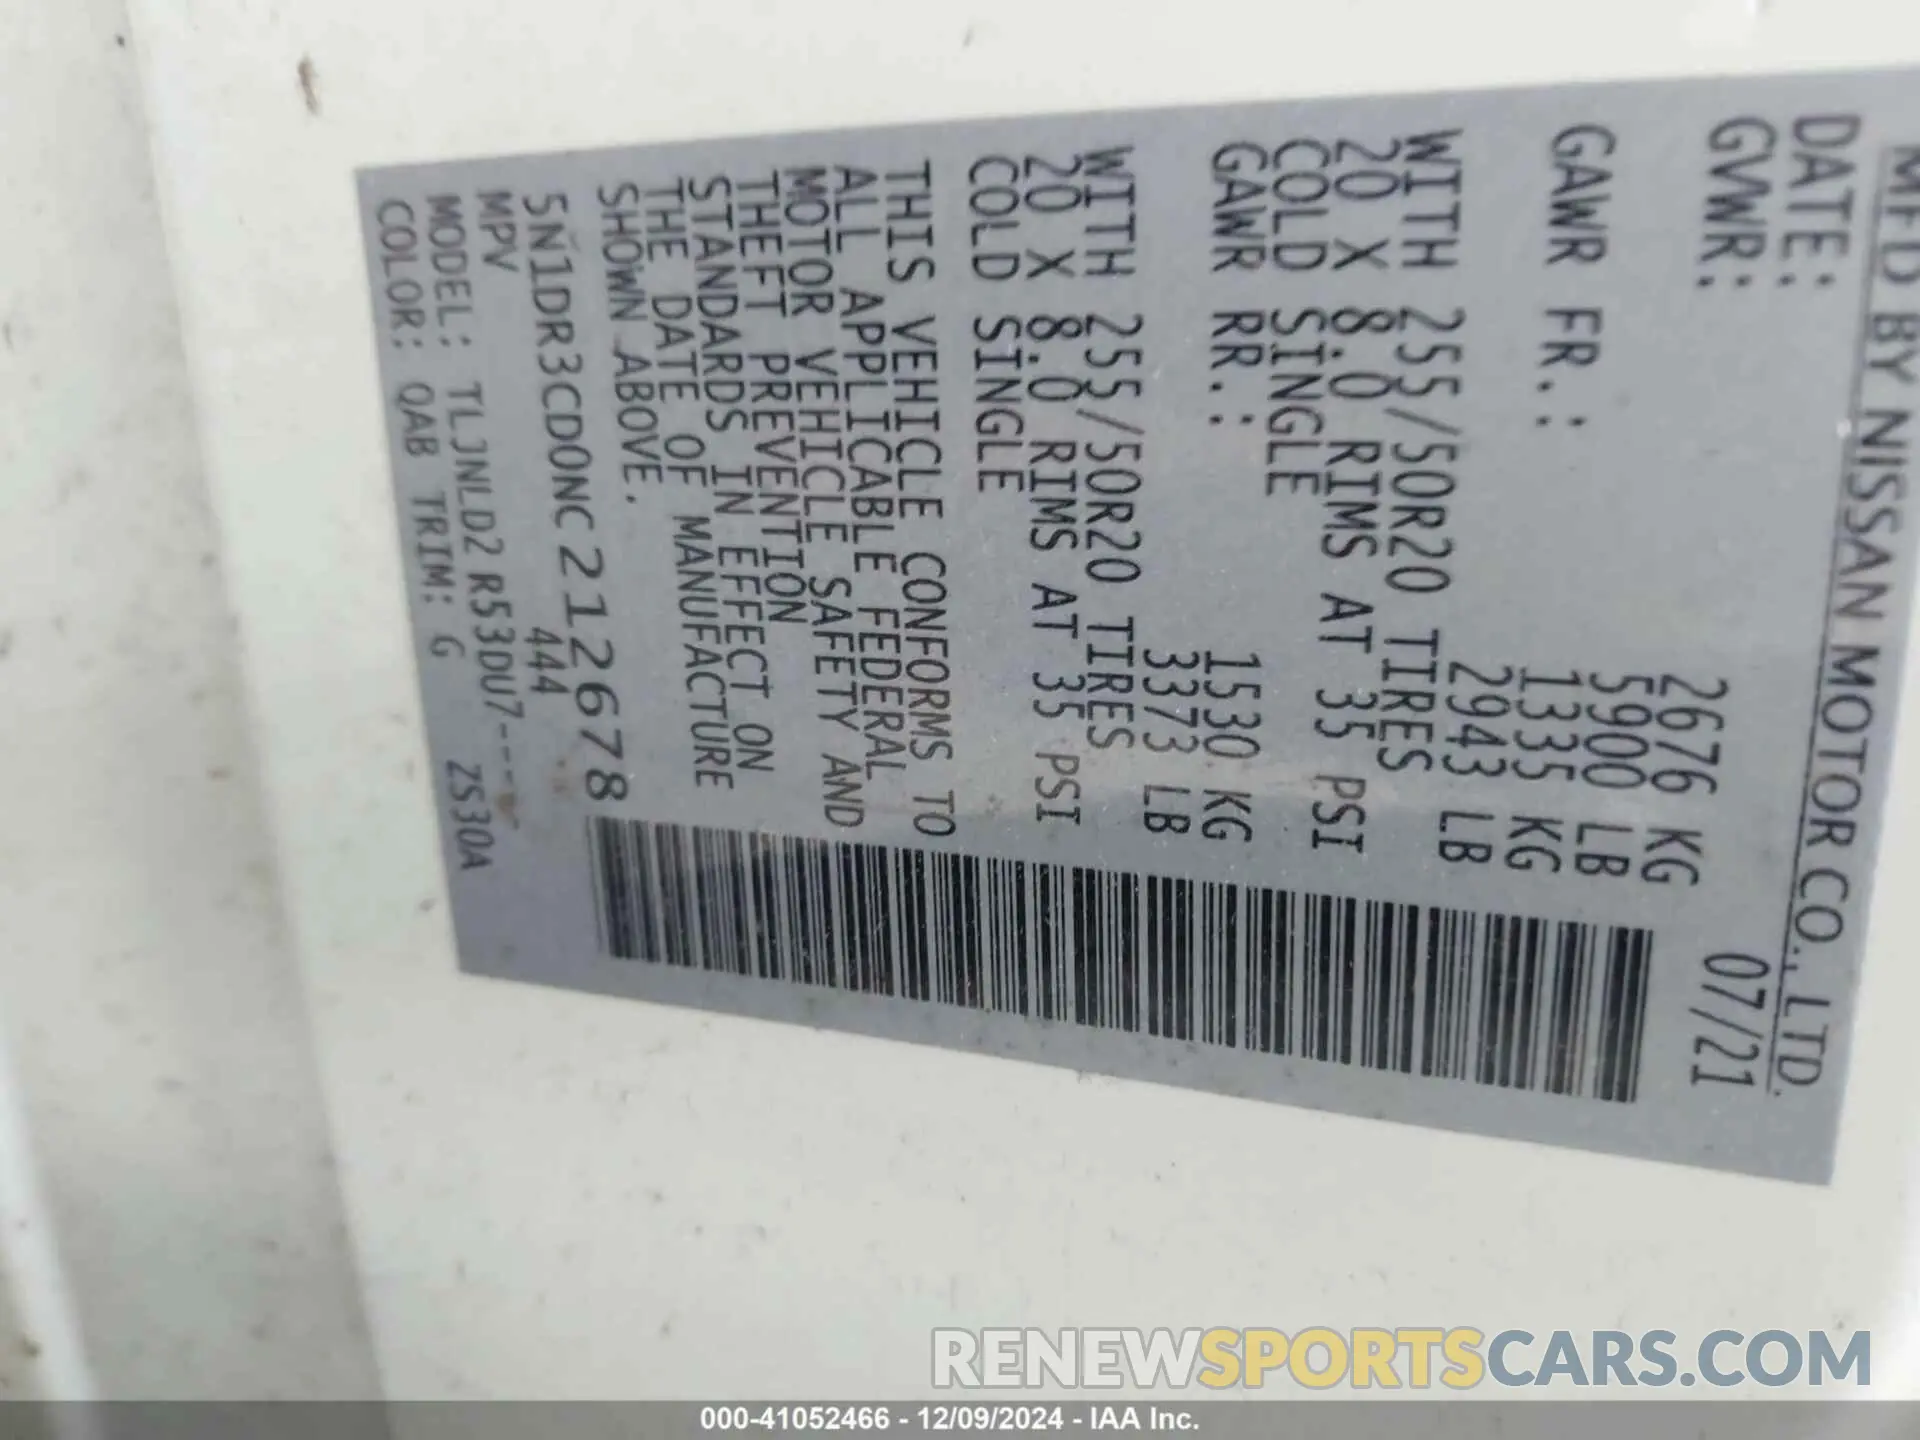 MFD BY NISSAN MOTOR CO., LTD.
DATE: 07/21
GVWR: 2676 KG
5900 LB
GAWR FR.: 1335 KG
2943 LB
WITH 255/50R20 TIRES
20 X 8.0 RIMS AT 35 PSI
COLD SINGLE
GAWR RR.: 1530 KG
3373 LB
WITH 255/50R20 TIRES
20 X 8.0 RIMS AT 35 PSI
COLD SINGLE
THIS VEHICLE CONFORMS TO
ALL APPLICABLE FEDERAL
MOTOR VEHICLE SAFETY AND
THEFT PREVENTION
STANDARDS IN EFFECT ON
THE DATE OF MANUFACTURE
SHOWN ABOVE.
5N1DR3CD0NC212678
MPV 444
MODEL: TLJNLD2 R53DU7----
COLOR: QAB TRIM: G ZS30A
RENEWSPORTSCARS.COM
000-41052466 - 12/09/2024 - IAA Inc.